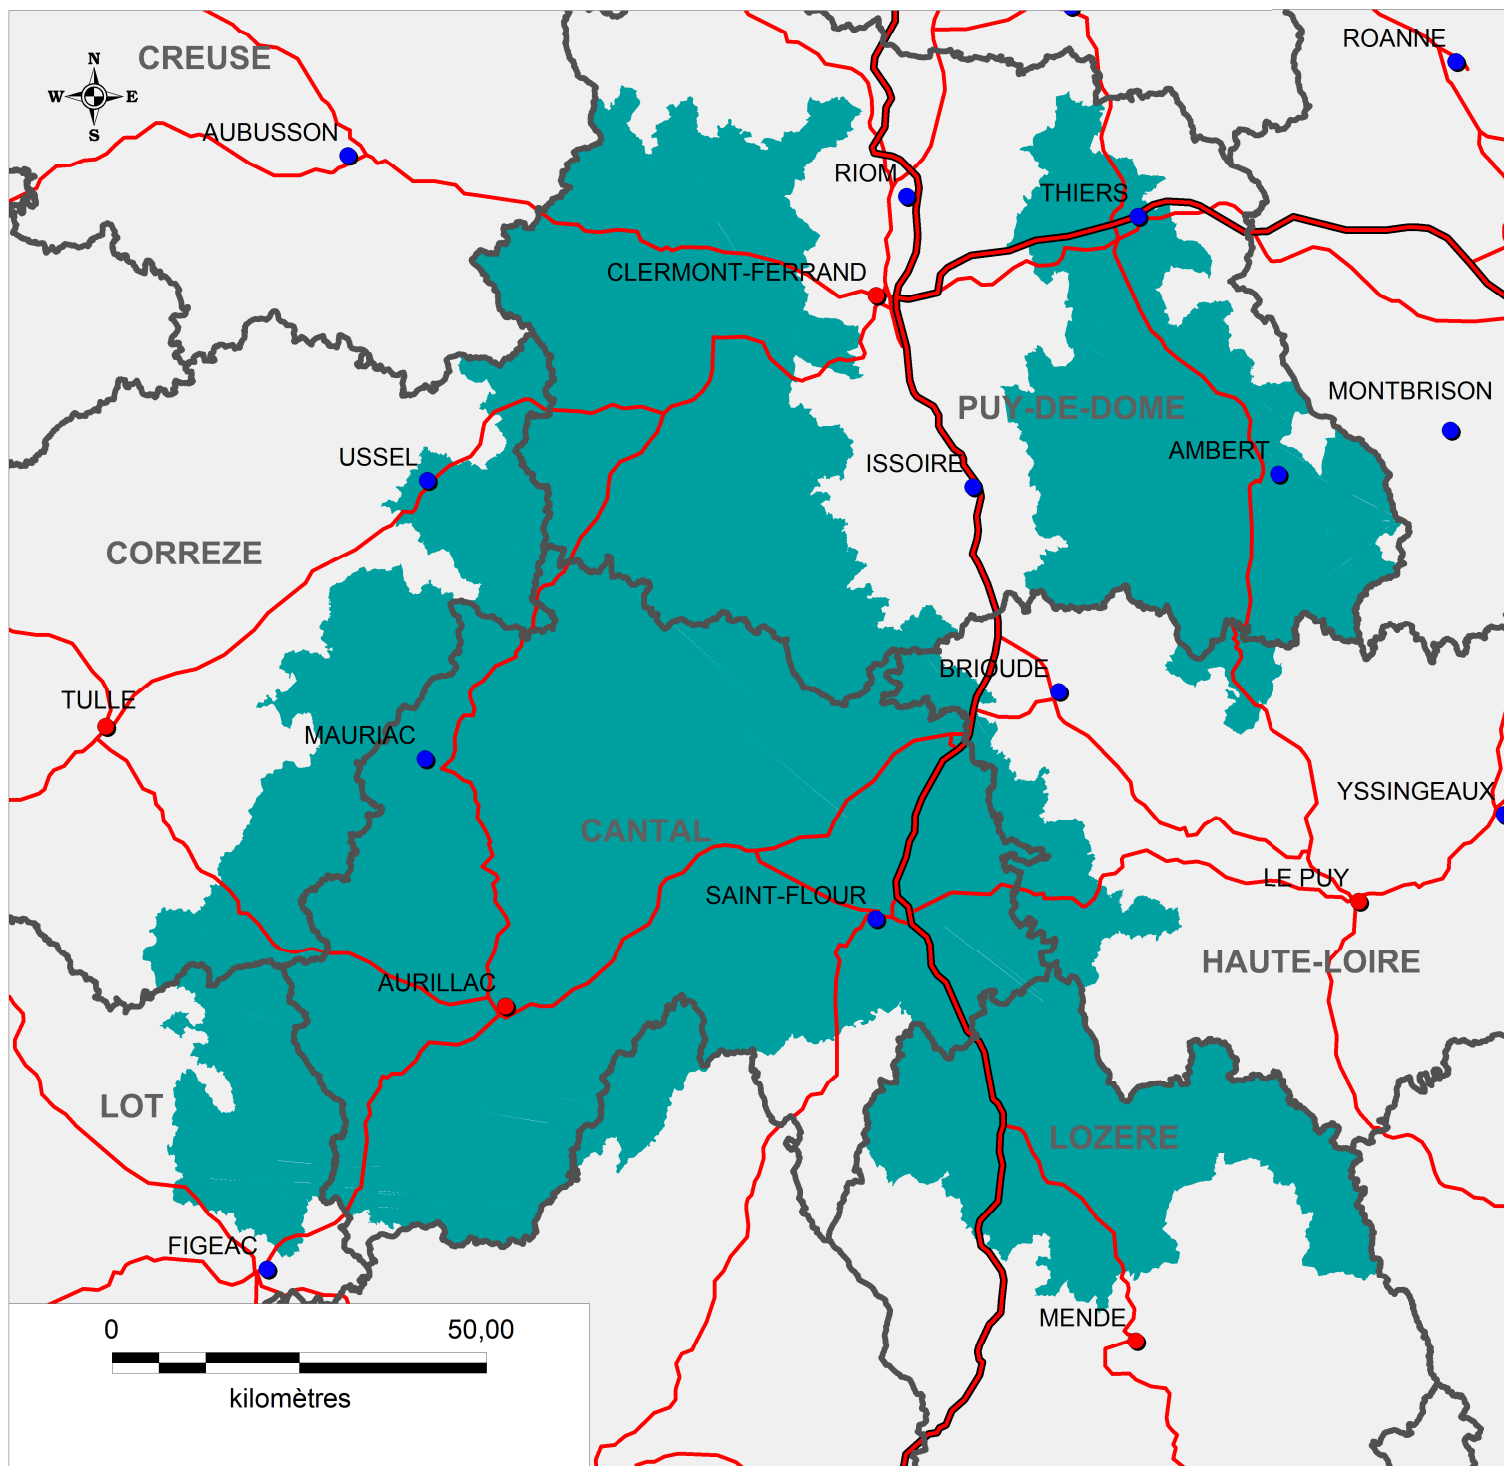 ROANNE
CREUSE
N
W E
S
AUBUSSON
RIOM
THIERS
CLERMONT-FERRAND
MONTBRISON
PUY-DE-DOME
AMBERT
USSEL
ISSOIRE
CORREZE
BRIOUDE
TULLE
MAURIAC
YSSINGEAUX
CANTAL
LE PUY
SAINT-FLOUR
HAUTE-LOIRE
AURILLAC
LOT
LOZERE
FIGEAC
MENDE
0 50,00
kilomètres